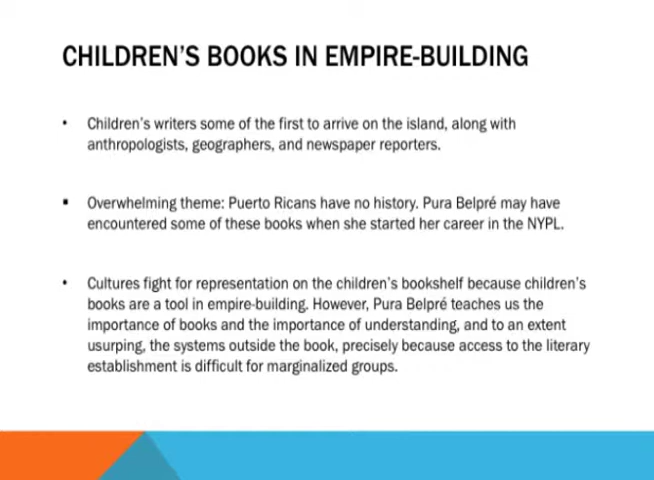 CHILDREN'S BOOKS IN EMPIRE-BUILDING
• Children's writers some of the first to arrive on the island, along with
anthropologists, geographers, and newspaper reporters.
▪ Overwhelming theme: Puerto Ricans have no history. Pura Belpré may have
encountered some of these books when she started her career in the NYPL.
• Cultures fight for representation on the children's bookshelf because children's
books are a tool in empire-building. However, Pura Belpré teaches us the
importance of books and the importance of understanding, and to an extent
usurping, the systems outside the book, precisely because access to the literary
establishment is difficult for marginalized groups.